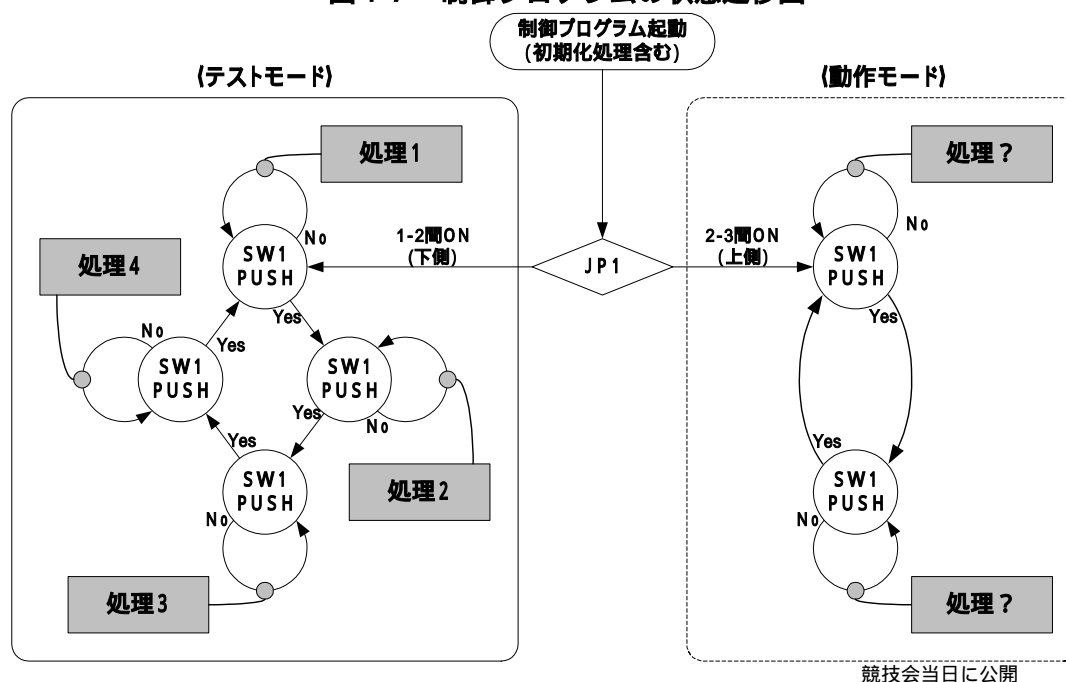 制御プログラム起動
(初期化処理含む)
(テストモード)
(動作モード)
処理1
処理?
No
No
1-2間ON
(下側)
2-3間ON
(上側)
SW1
PUSH
JP1
SW1
PUSH
処理4
Yes
Yes
No
Yes
SW1
PUSH
SW1
PUSH
Yes
No
Yes
Yes
SW1
PUSH
処理2
SW1
PUSH
No
No
処理3
処理?
競技会当日に公開